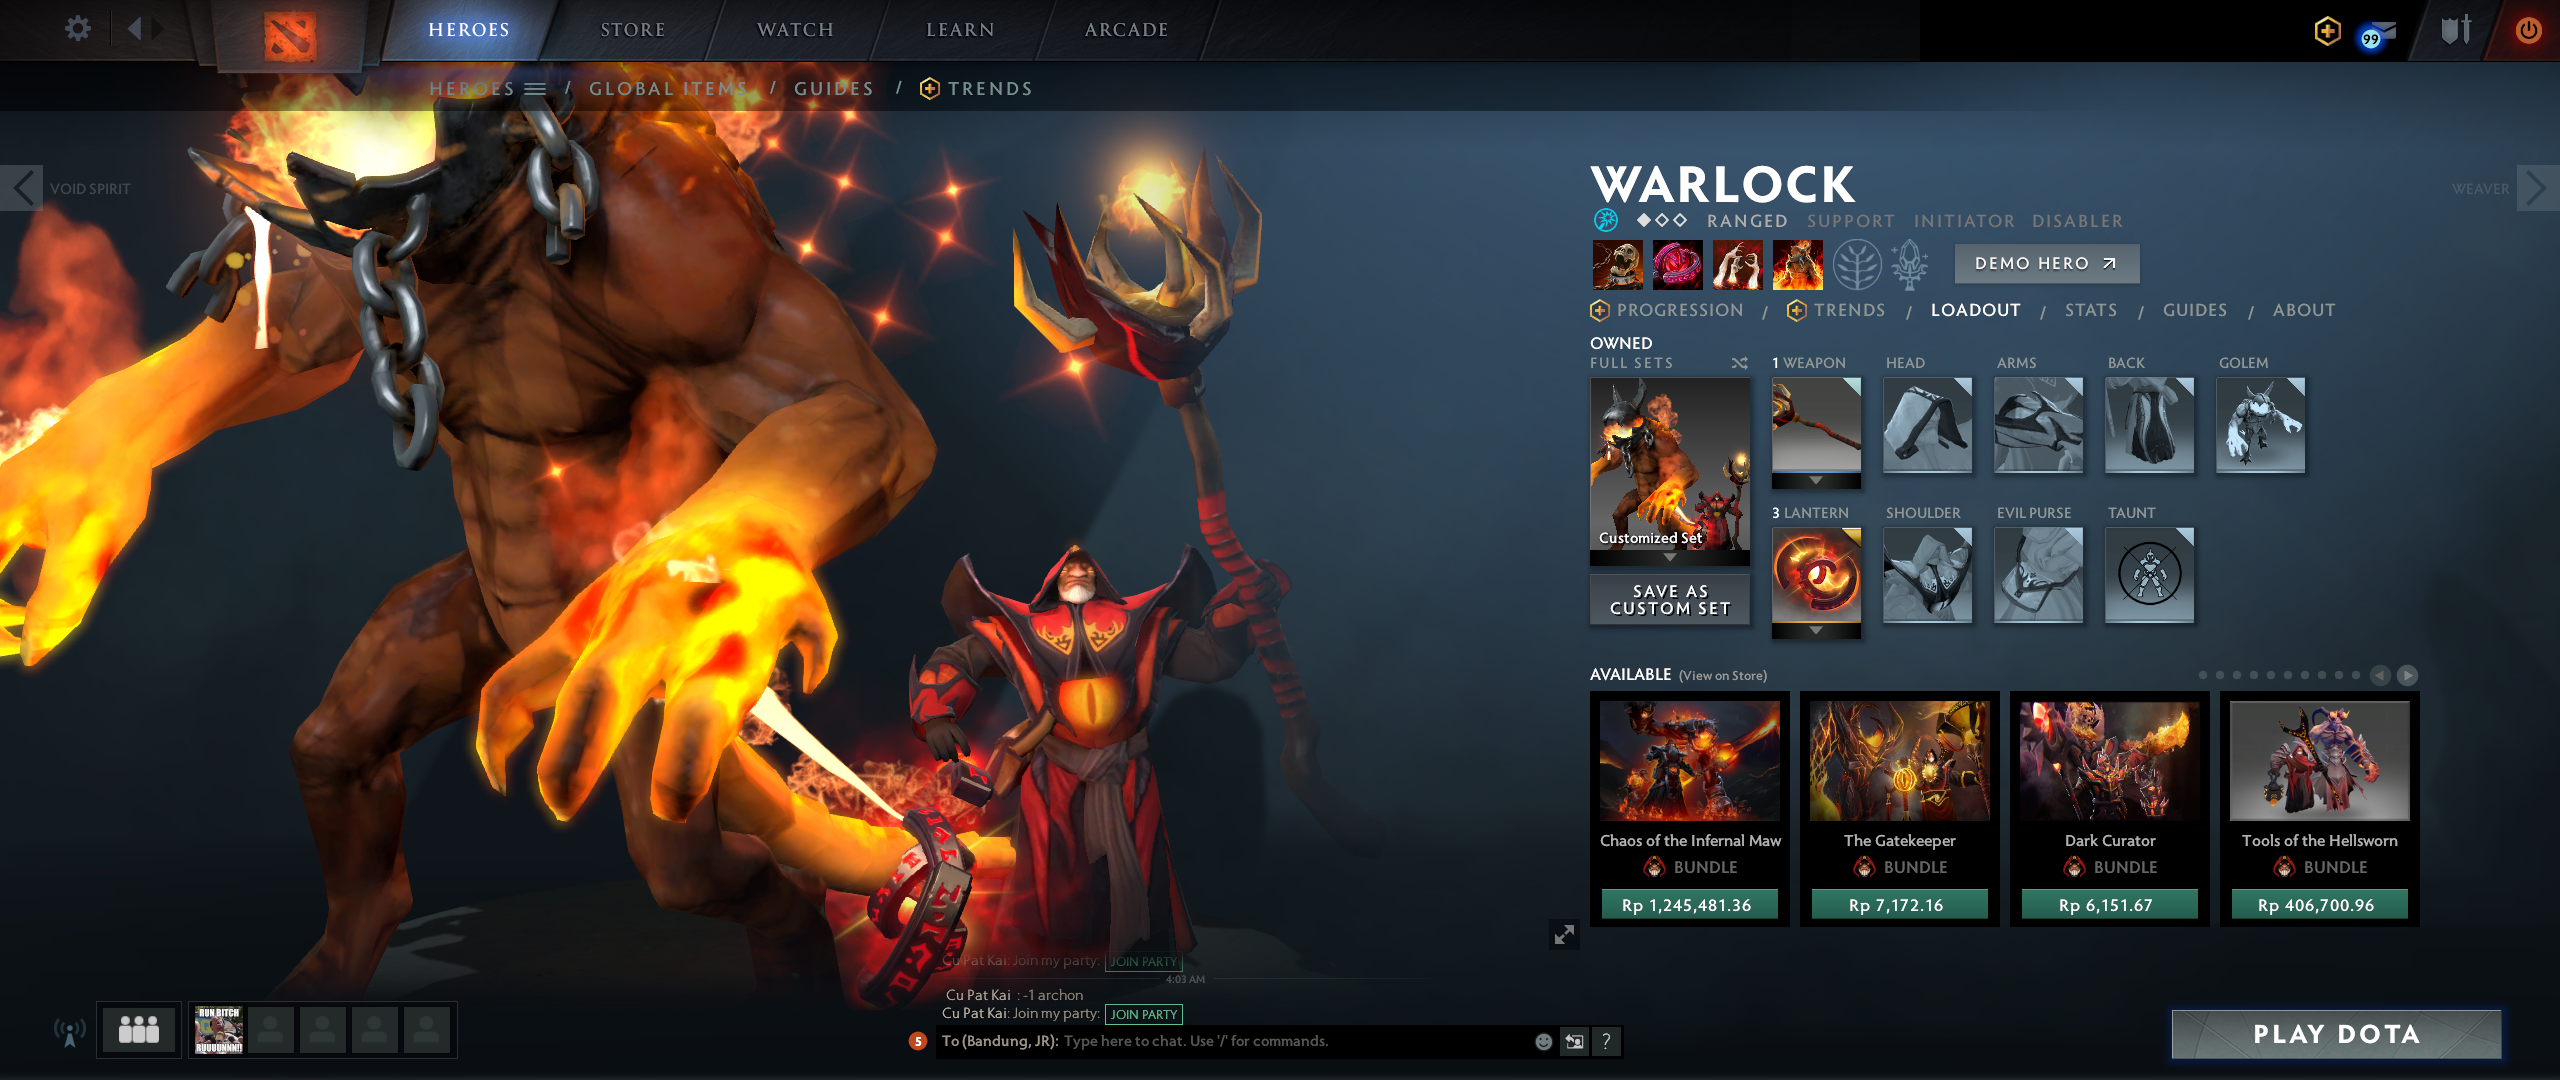 HEROES STORE WATCH LEARN ARCADE
99
HEROES / GLOBAL ITEMS / GUIDES / TRENDS
VOID SPIRIT
WEAVER
WARLOCK
RANGED SUPPORT INITIATOR DISABLER
DEMO HERO
PROGRESSION / TRENDS / LOADOUT / STATS / GUIDES / ABOUT
OWNED
FULL SETS
1 WEAPON HEAD ARMS BACK GOLEM
Customized Set
SAVE AS
CUSTOM SET
3 LANTERN SHOULDER EVIL PURSE TAUNT
AVAILABLE (View on Store)
Chaos of the Infernal Maw
BUNDLE
Rp 1,245,481.36
The Gatekeeper
BUNDLE
Rp 7,172.16
Dark Curator
BUNDLE
Rp 6,151.67
Tools of the Hellsworn
BUNDLE
Rp 406,700.96
Cu Pat Kai: Join my party: JOIN PARTY
4:03 AM
Cu Pat Kai : -1 archon
Cu Pat Kai: Join my party: JOIN PARTY
5 To (Bandung, JR): Type here to chat. Use '/' for commands. ?
RUN BITCH
RUUUUNNN!!
PLAY DOTA